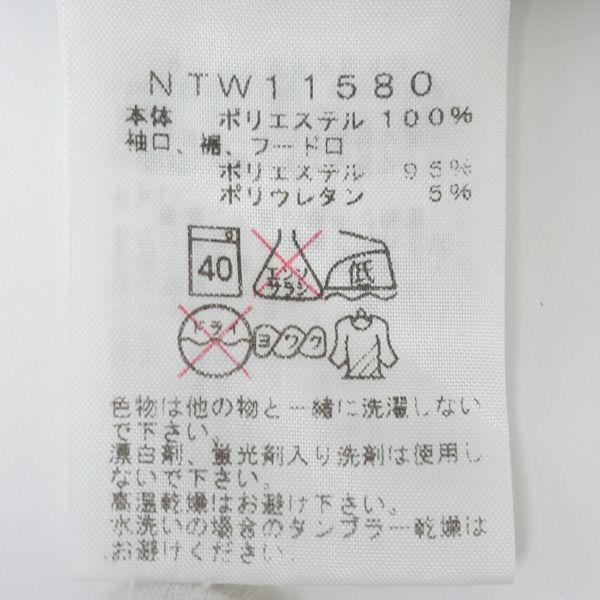 NTW11580
本体 ポリエステル 100%
袖口、裾、フード口
ポリエステル 95%
ポリウレタン 5%
40 エンソサラシ 低
ドライ ヨワク
色物は他の物と一緒に洗濯しない
で下さい。
漂白剤、蛍光剤入り洗剤は使用し
ないで下さい。
高温乾燥はお避け下さい。
水洗いの場合のタンブラー乾燥は
お避けください。